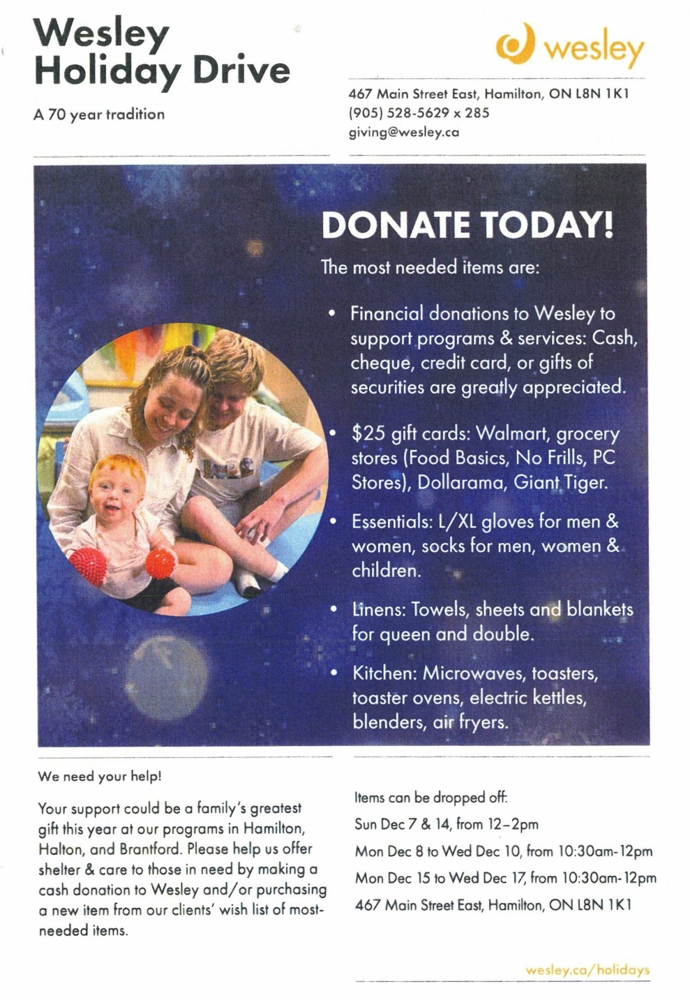 Wesley
Holiday Drive
A 70 year tradition
wesley
467 Main Street East, Hamilton, ON L8N 1K1
(905) 528-5629 x 285
giving@wesley.ca
DONATE TODAY!
The most needed items are:
• Financial donations to Wesley to
support programs & services: Cash,
cheque, credit card, or gifts of
securities are greatly appreciated.
• $25 gift cards: Walmart, grocery
stores (Food Basics, No Frills, PC
Stores), Dollarama, Giant Tiger.
• Essentials: L/XL gloves for men &
women, socks for men, women &
children.
• Linens: Towels, sheets and blankets
for queen and double.
• Kitchen: Microwaves, toasters,
toaster ovens, electric kettles,
blenders, air fryers.
We need your help!
Your support could be a family's greatest
gift this year at our programs in Hamilton,
Halton, and Brantford. Please help us offer
shelter & care to those in need by making a
cash donation to Wesley and/or purchasing
a new item from our clients' wish list of most-
needed items.
Items can be dropped off:
Sun Dec 7 & 14, from 12–2pm
Mon Dec 8 to Wed Dec 10, from 10:30am-12pm
Mon Dec 15 to Wed Dec 17, from 10:30am-12pm
467 Main Street East, Hamilton, ON L8N 1K1
wesley.ca/holidays